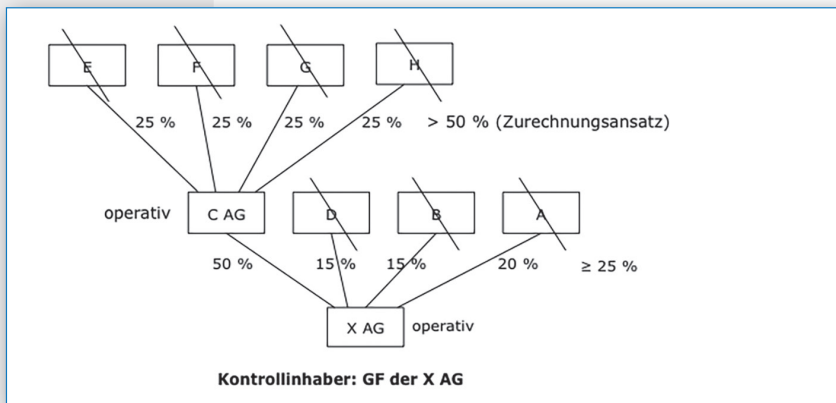 E F G H
25 % 25 % 25 % 25 % > 50 % (Zurechnungsansatz)
operativ C AG D B A
50 % 15 % 15 % 20 % ≥ 25 %
X AG operativ
Kontrollinhaber: GF der X AG